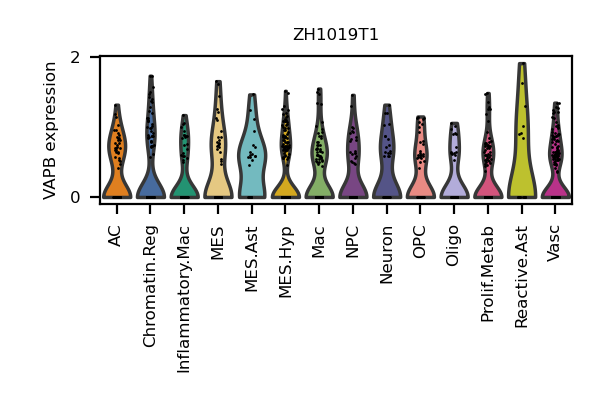 ZH1019T1
VAPB expression
2
0
AC
Chromatin.Reg
Inflammatory.Mac
MES
MES.Ast
MES.Hyp
Mac
NPC
Neuron
OPC
Oligo
Prolif.Metab
Reactive.Ast
Vasc